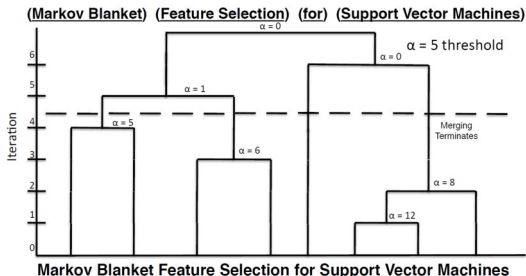 (Markov Blanket) (Feature Selection) (for) (Support Vector Machines)
α = 0
α = 5 threshold
α = 0
6
α = 1
5
Merging
Terminates
α = 5
4
Iteration
α = 6
3
α = 8
2
α = 12
1
0
Markov Blanket Feature Selection for Support Vector Machines